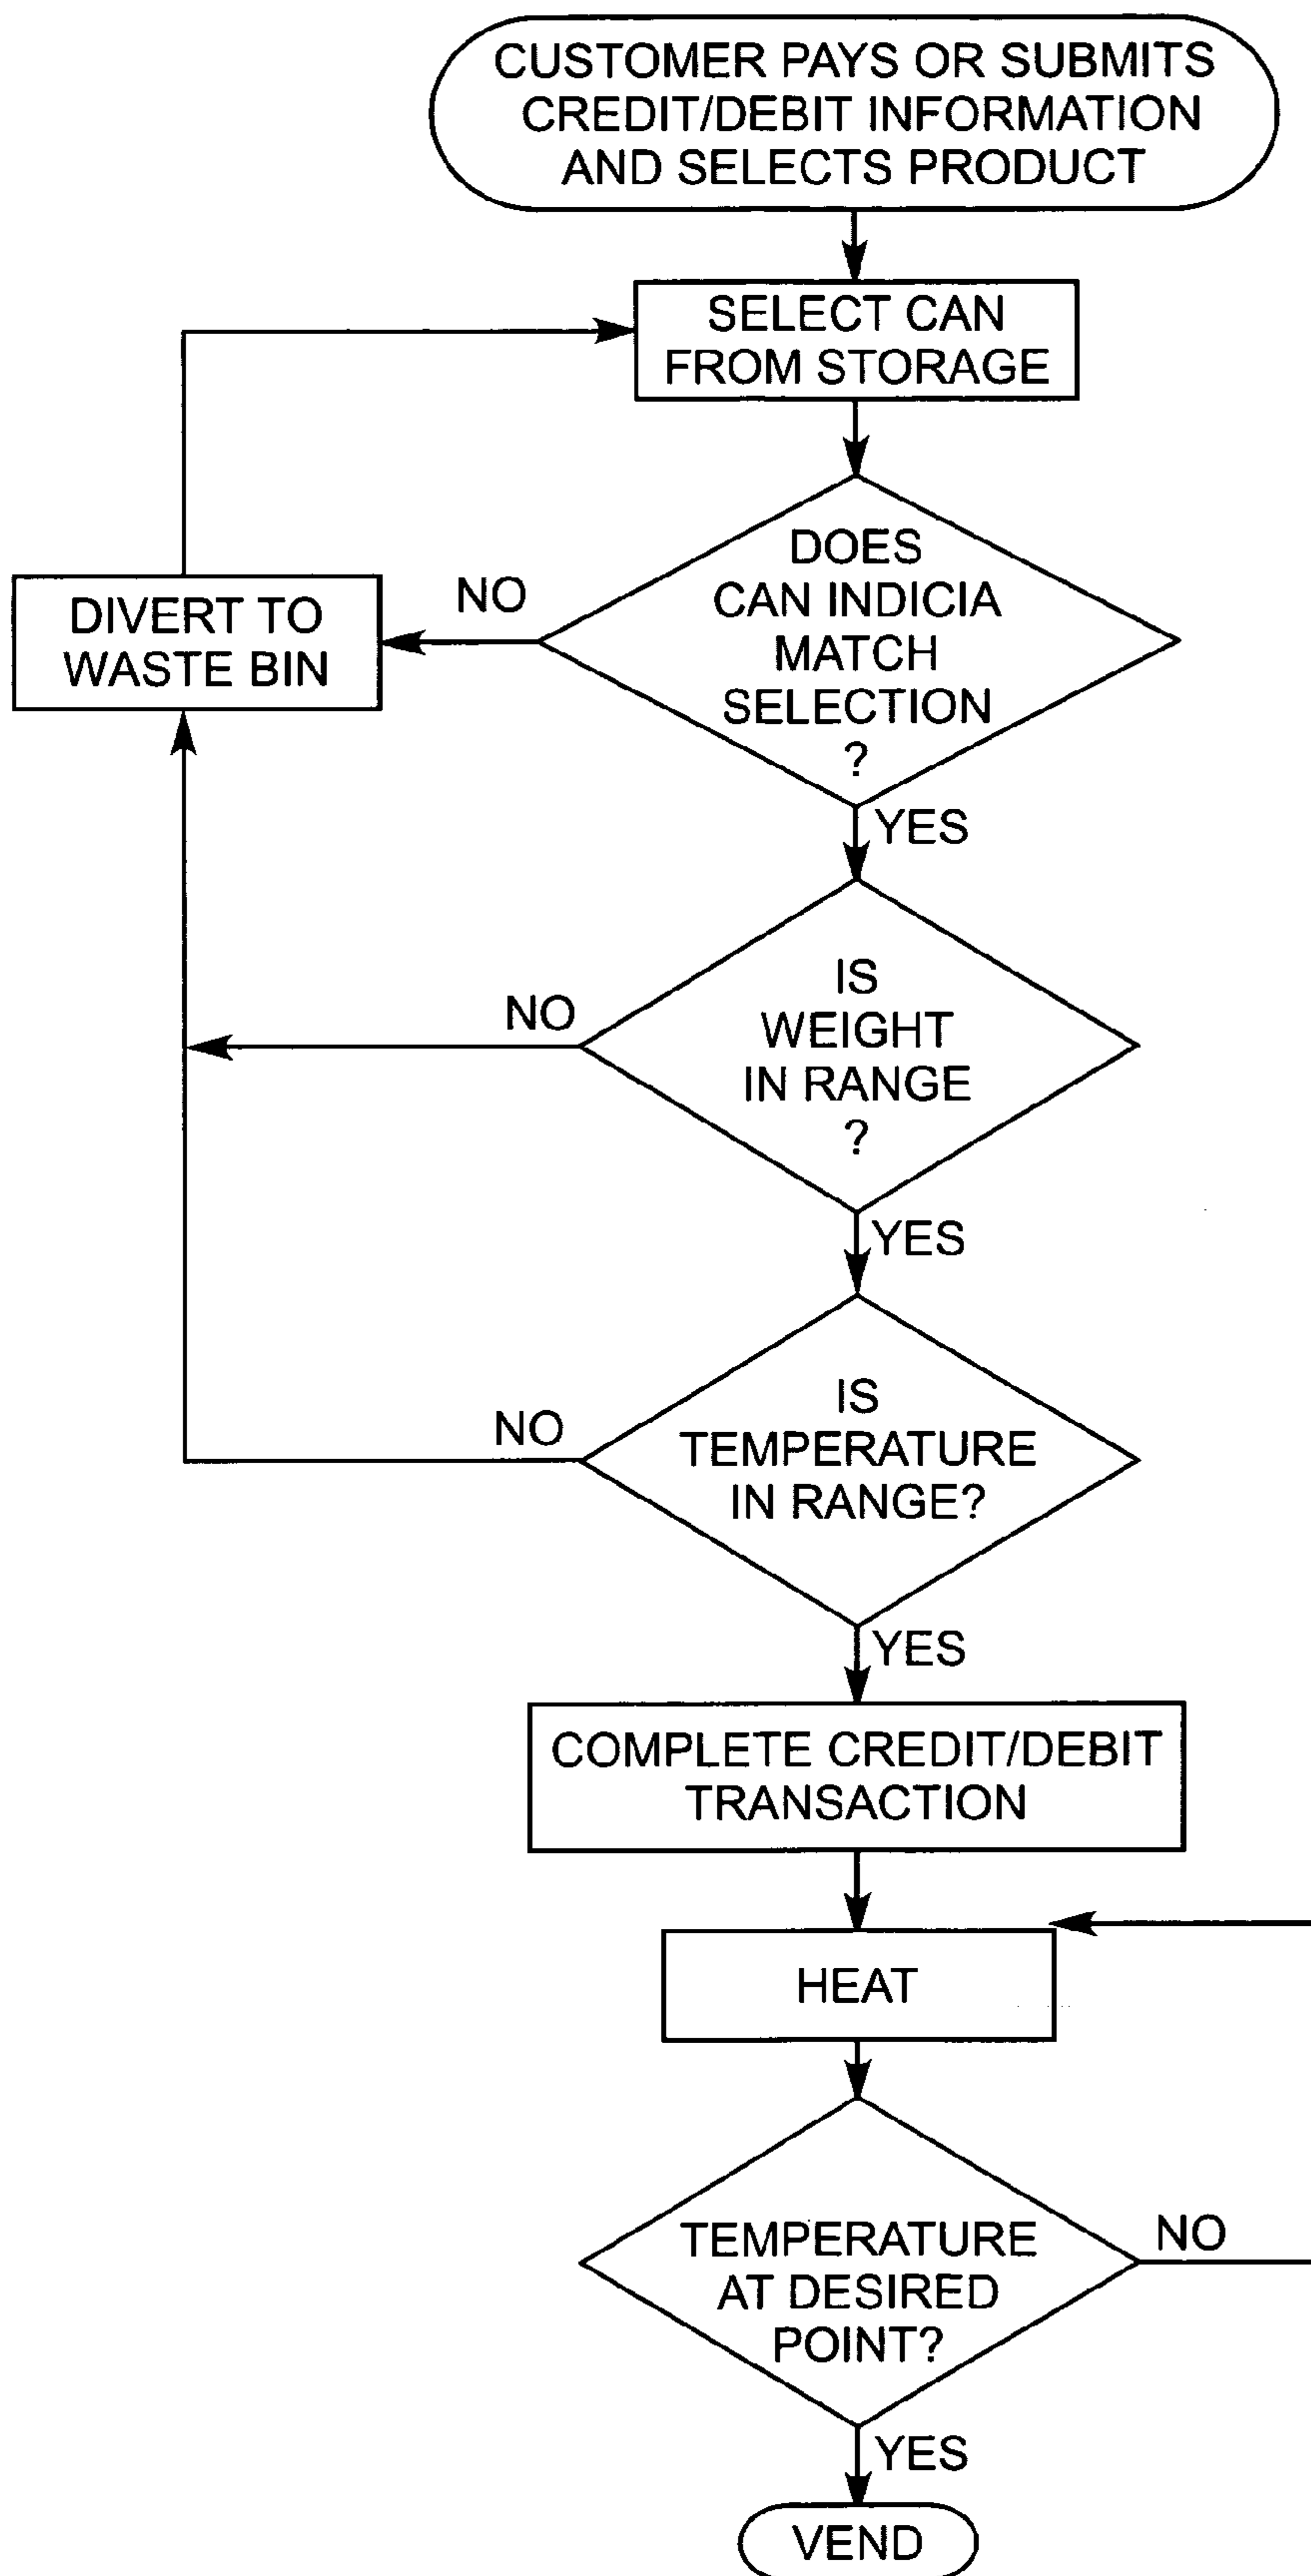 CUSTOMER PAYS OR SUBMITS
CREDIT/DEBIT INFORMATION
AND SELECTS PRODUCT
SELECT CAN
FROM STORAGE
DOES
CAN INDICIA
MATCH
SELECTION
?
NO
DIVERT TO
WASTE BIN
YES
IS
WEIGHT
IN RANGE
?
NO
YES
IS
TEMPERATURE
IN RANGE?
NO
YES
COMPLETE CREDIT/DEBIT
TRANSACTION
HEAT
TEMPERATURE
AT DESIRED
POINT?
NO
YES
VEND